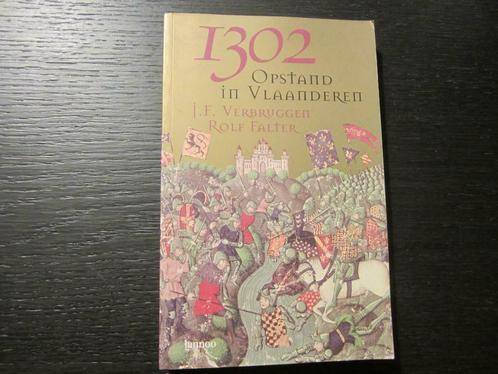 1302
Opstand
in Vlaanderen
J.F. Verbruggen
Rolf Falter
lannoo